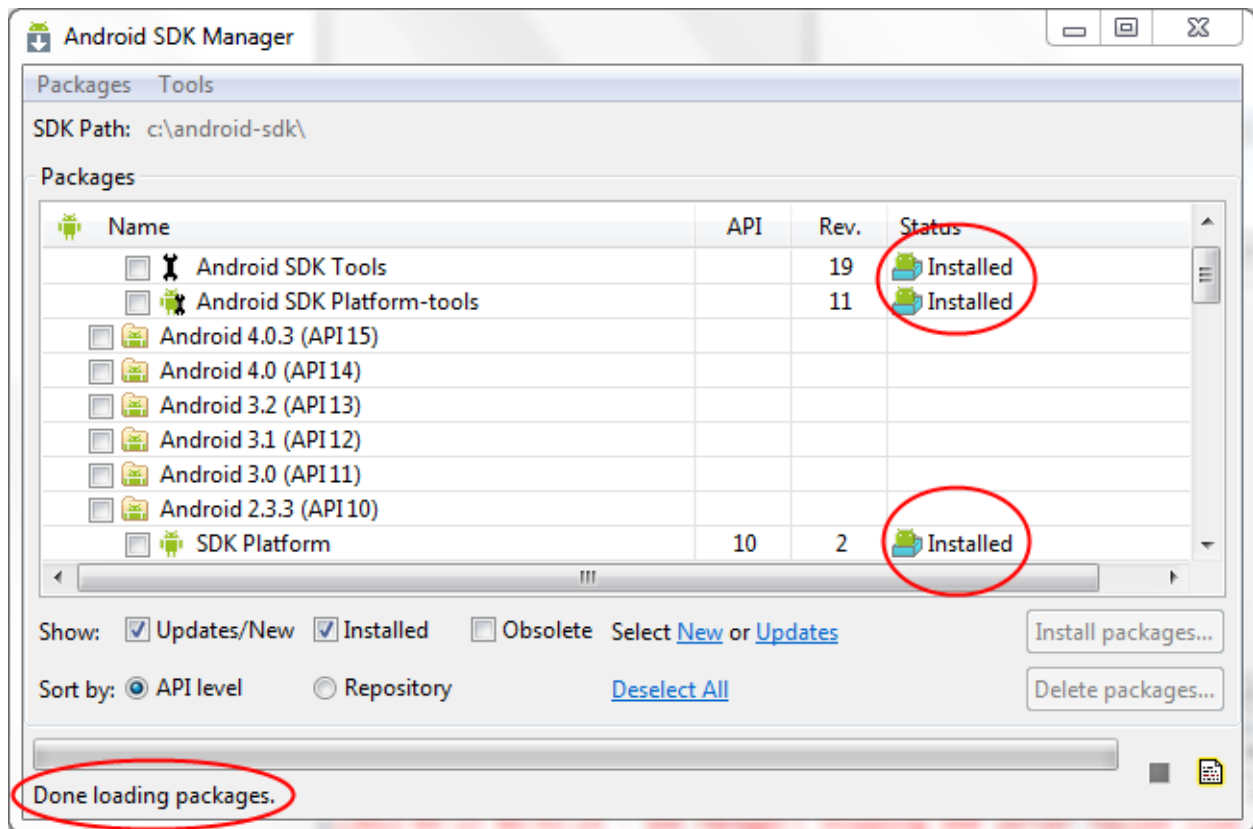 Android SDK Manager
Packages Tools
SDK Path: c:\android-sdk\
Packages
Name API Rev. Status
Android SDK Tools 19 Installed
Android SDK Platform-tools 11 Installed
Android 4.0.3 (API 15)
Android 4.0 (API 14)
Android 3.2 (API 13)
Android 3.1 (API 12)
Android 3.0 (API 11)
Android 2.3.3 (API 10)
SDK Platform 10 2 Installed
Show: Updates/New Installed Obsolete Select New or Updates Install packages...
Sort by: API level Repository Deselect All Delete packages...
Done loading packages.